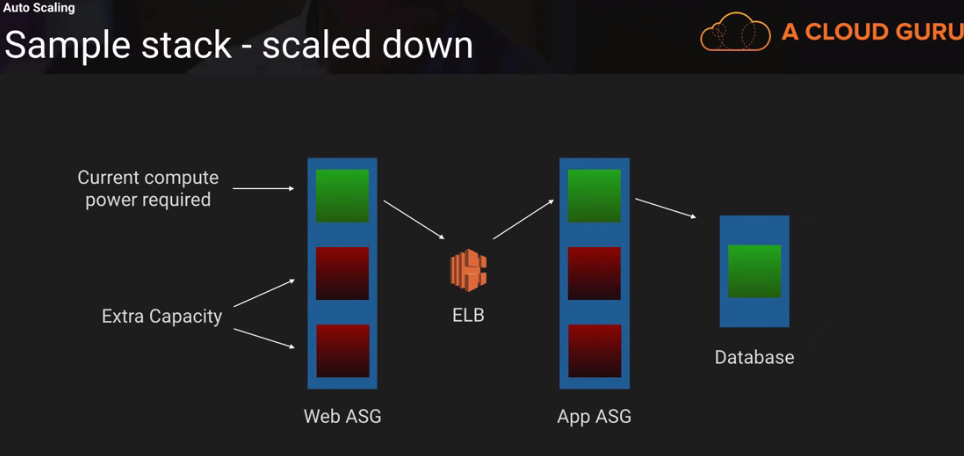 Auto Scaling
Sample stack - scaled down
A CLOUD GURU
Current compute
power required
Extra Capacity
ELB
Web ASG
App ASG
Database